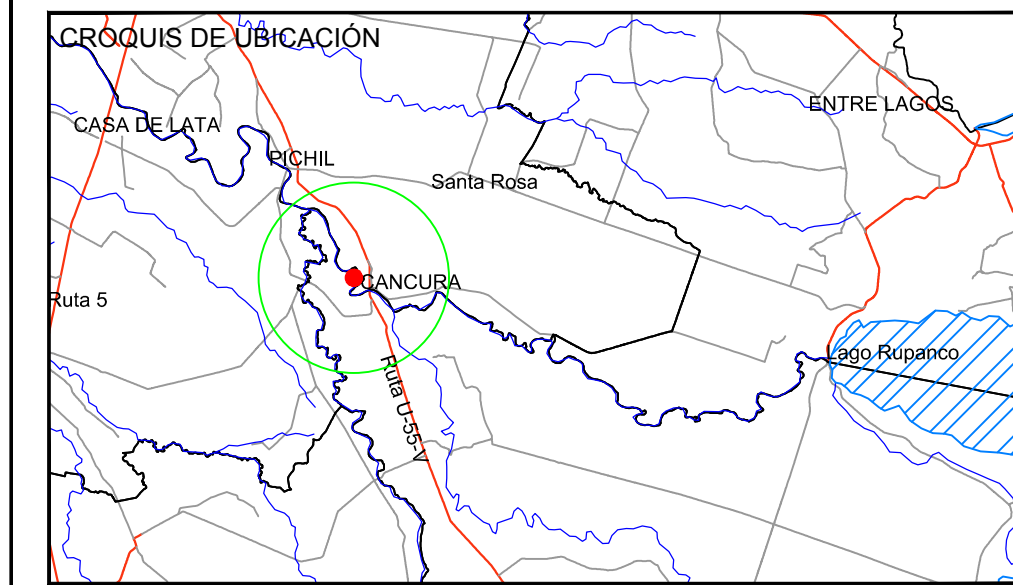 CROQUIS DE UBICACIÓN
ENTRE LAGOS
CASA DE LATA
PICHIL
Santa Rosa
CANCURA
Ruta 5
Lago Rupanco
Ruta U-55-V